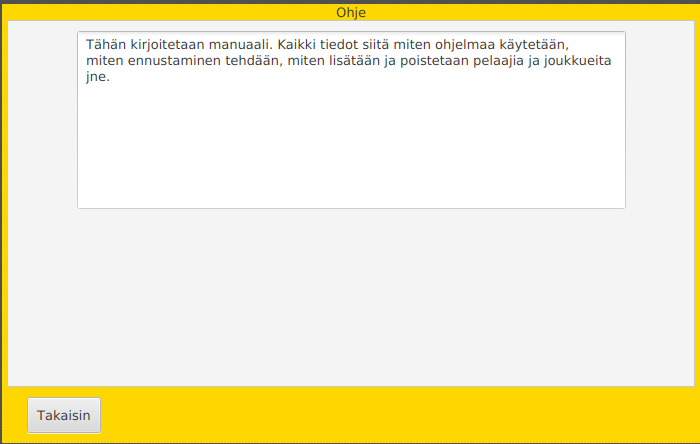 Ohje
Tähän kirjoitetaan manuaali. Kaikki tiedot siitä miten ohjelmaa käytetään,
miten ennustaminen tehdään, miten lisätään ja poistetaan pelaajia ja joukkueita
jne.
Takaisin